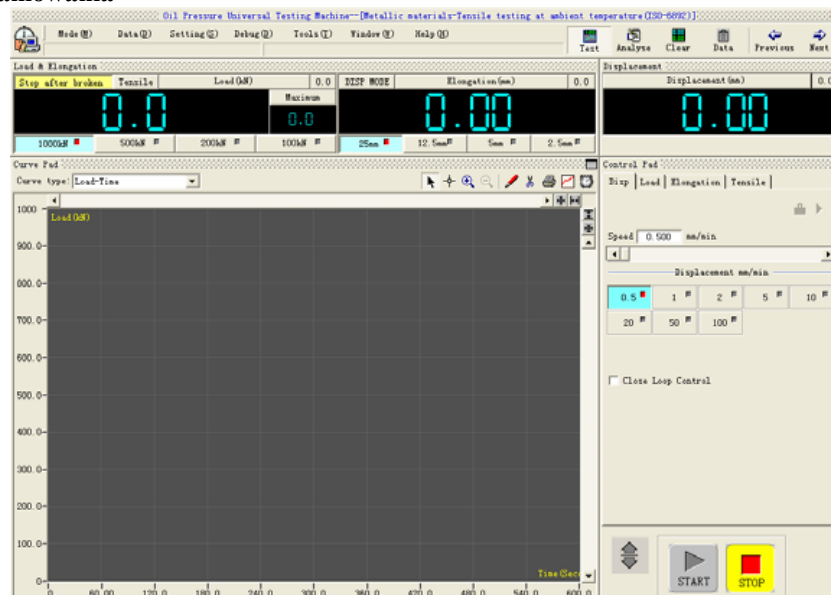 Oil Pressure Universal Testing Machine--[Metallic materials-Tensile testing at ambient temperature(ISO-6892)]
Mode(M) Data(D) Setting(S) Debug(D) Tools(T) Window(W) Help(H)
Test Analyse Clear Data Previous Next
Load & Elongation Displacement
Stop after broken Tensile Load(kN) 0.0 DISP MODE Elongation(mm) 0.0 Displacement(mm) 0.0
Maximum
0.0 0.0 0.00 0.00
1000kN 500kN 200kN 100kN 25mm 12.5mm 5mm 2.5mm
Curve Pad Control Pad
Curve type: Load-Time Disp Load Elongation Tensile
1000
Load(kN)
Speed 0.500 mm/min
900.0
Displacement mm/min
800.0 0.5 1 2 5 10
700.0 20 50 100
600.0
Close Loop Control
500.0
400.0
300.0
200.0
100.0
Time(Sec
START STOP
0
0 60.00 120.0 180.0 240.0 300.0 360.0 420.0 480.0 540.0 600.0